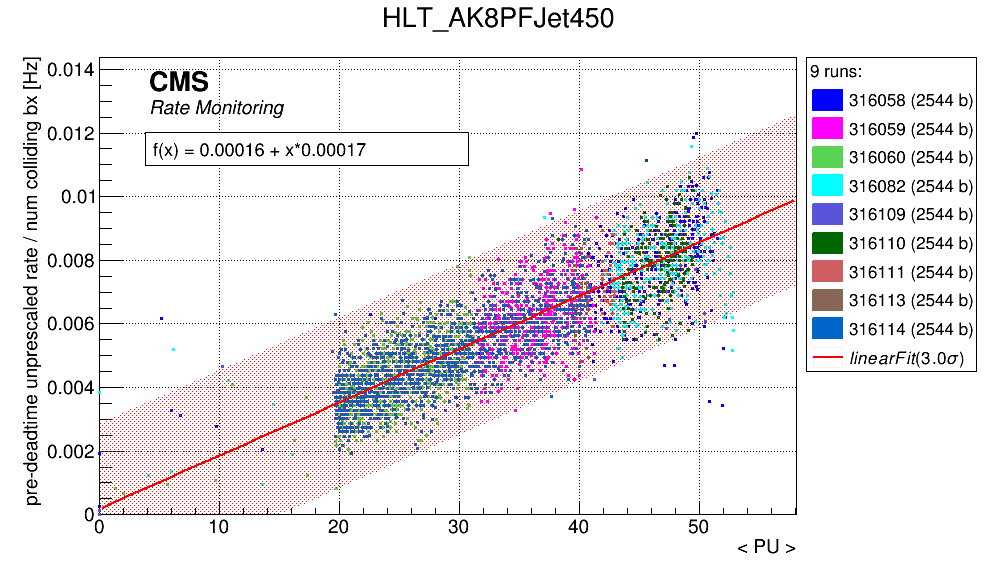 HLT_AK8PFJet450
pre-deadtime unprescaled rate / num colliding bx [Hz]
0.014
0.012
0.01
0.008
0.006
0.004
0.002
0
CMS
Rate Monitoring
f(x) = 0.00016 + x*0.00017
0 10 20 30 40 50
< PU >
9 runs:
316058 (2544 b)
316059 (2544 b)
316060 (2544 b)
316082 (2544 b)
316109 (2544 b)
316110 (2544 b)
316111 (2544 b)
316113 (2544 b)
316114 (2544 b)
linearFit(3.0σ)